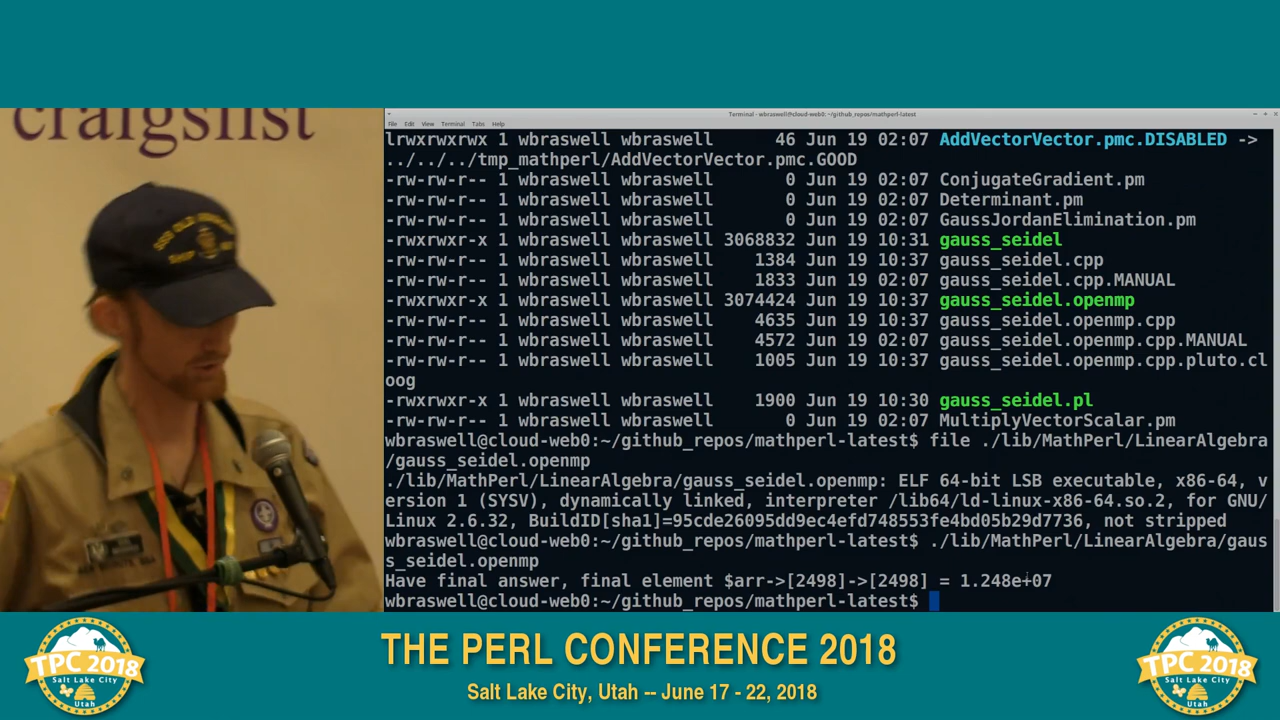 craigslist
Terminal - wbraswell@cloud-web0: ~/github_repos/mathperl-latest
File Edit View Terminal Tabs Help
lrwxrwxrwx 1 wbraswell wbraswell 46 Jun 19 02:07 AddVectorVector.pmc.DISABLED ->
../../../tmp_mathperl/AddVectorVector.pmc.GOOD
-rw-rw-r-- 1 wbraswell wbraswell 0 Jun 19 02:07 ConjugateGradient.pm
-rw-rw-r-- 1 wbraswell wbraswell 0 Jun 19 02:07 Determinant.pm
-rw-rw-r-- 1 wbraswell wbraswell 0 Jun 19 02:07 GaussJordanElimination.pm
-rwxrwxr-x 1 wbraswell wbraswell 3068832 Jun 19 10:31 gauss_seidel
-rw-rw-r-- 1 wbraswell wbraswell 1384 Jun 19 10:37 gauss_seidel.cpp
-rw-rw-r-- 1 wbraswell wbraswell 1833 Jun 19 02:07 gauss_seidel.cpp.MANUAL
-rwxrwxr-x 1 wbraswell wbraswell 3074424 Jun 19 10:37 gauss_seidel.openmp
-rw-rw-r-- 1 wbraswell wbraswell 4635 Jun 19 10:37 gauss_seidel.openmp.cpp
-rw-rw-r-- 1 wbraswell wbraswell 4572 Jun 19 02:07 gauss_seidel.openmp.cpp.MANUAL
-rw-rw-r-- 1 wbraswell wbraswell 1005 Jun 19 10:37 gauss_seidel.openmp.cpp.pluto.cl
oog
-rwxrwxr-x 1 wbraswell wbraswell 1900 Jun 19 10:30 gauss_seidel.pl
-rw-rw-r-- 1 wbraswell wbraswell 0 Jun 19 02:07 MultiplyVectorScalar.pm
wbraswell@cloud-web0:~/github_repos/mathperl-latest$ file ./lib/MathPerl/LinearAlgebra
/gauss_seidel.openmp
./lib/MathPerl/LinearAlgebra/gauss_seidel.openmp: ELF 64-bit LSB executable, x86-64, v
ersion 1 (SYSV), dynamically linked, interpreter /lib64/ld-linux-x86-64.so.2, for GNU/
Linux 2.6.32, BuildID[sha1]=95cde26095dd9ec4efd748553fe4bd05b29d7736, not stripped
wbraswell@cloud-web0:~/github_repos/mathperl-latest$ ./lib/MathPerl/LinearAlgebra/gaus
s_seidel.openmp
Have final answer, final element $arr->[2498]->[2498] = 1.248e+07
wbraswell@cloud-web0:~/github_repos/mathperl-latest$
TPC 2018
Salt Lake City
Utah
THE PERL CONFERENCE 2018
Salt Lake City, Utah -- June 17 - 22, 2018
TPC 2018
Salt Lake City
Utah